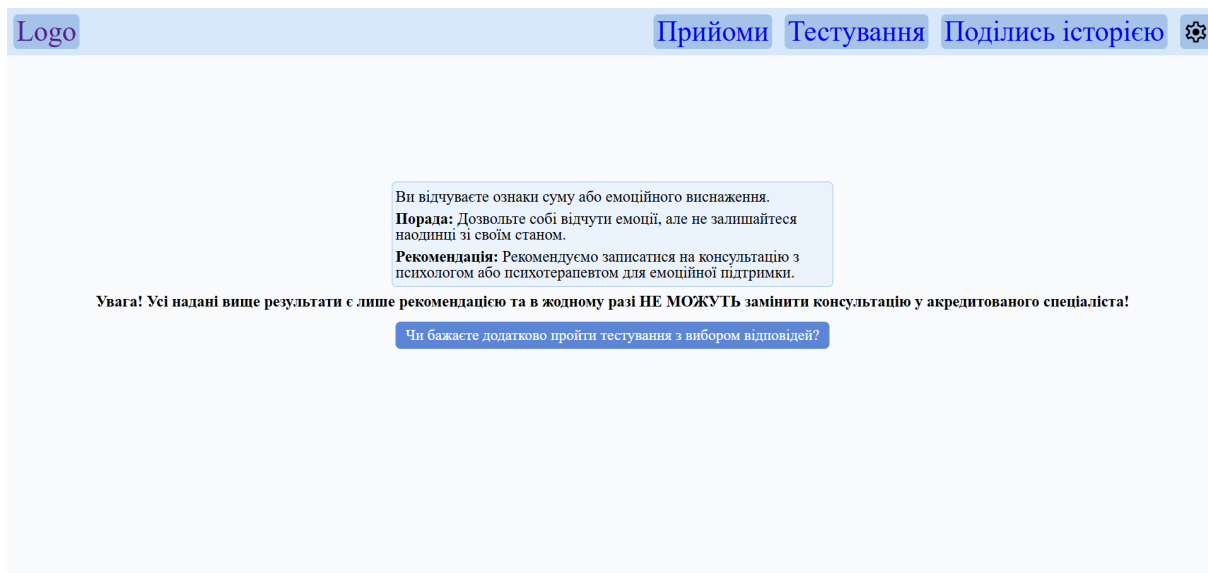 Logo
Прийоми Тестування Поділись історією
Ви відчуваєте ознаки суму або емоційного виснаження.
Порада: Дозвольте собі відчути емоції, але не залишайтеся
наодинці зі своїм станом.
Рекомендація: Рекомендуємо записатися на консультацію з
психологом або психотерапевтом для емоційної підтримки.
Увага! Усі надані вище результати є лише рекомендацією та в жодному разі НЕ МОЖУТЬ замінити консультацію у акредитованого спеціаліста!
Чи бажаєте додатково пройти тестування з вибором відповідей?